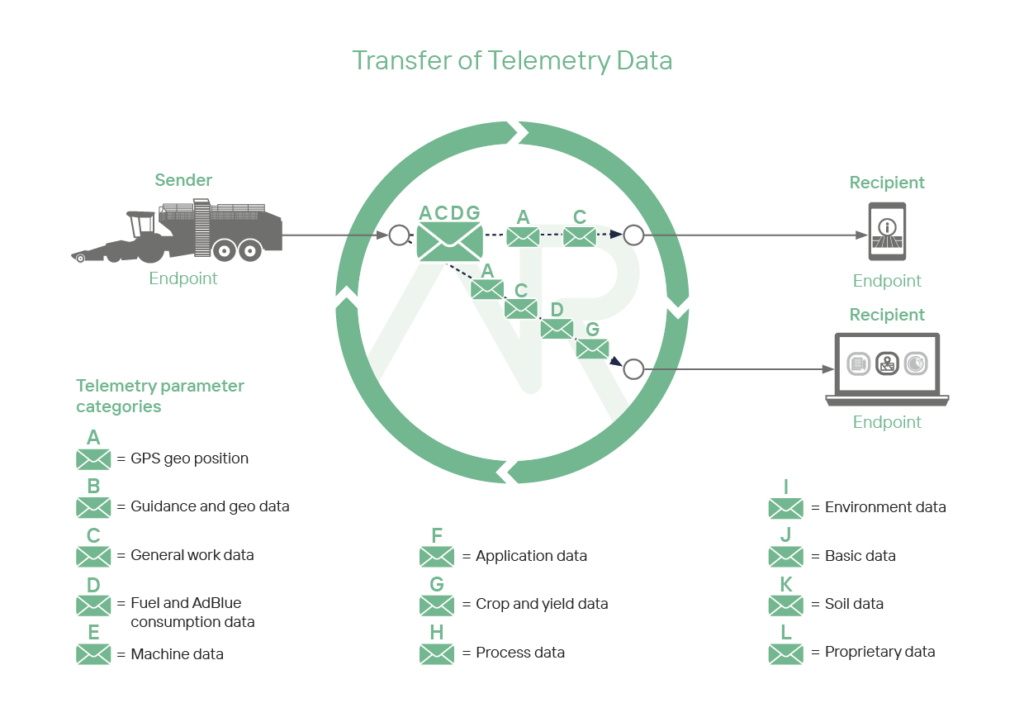 Transfer of Telemetry Data
Sender
Endpoint
ACDG
A
C
A
C
D
G
AR
Recipient
Endpoint
Recipient
Endpoint
Telemetry parameter
categories
A
= GPS geo position
B
= Guidance and geo data
C
= General work data
D
= Fuel and AdBlue
consumption data
E
= Machine data
F
= Application data
G
= Crop and yield data
H
= Process data
I
= Environment data
J
= Basic data
K
= Soil data
L
= Proprietary data